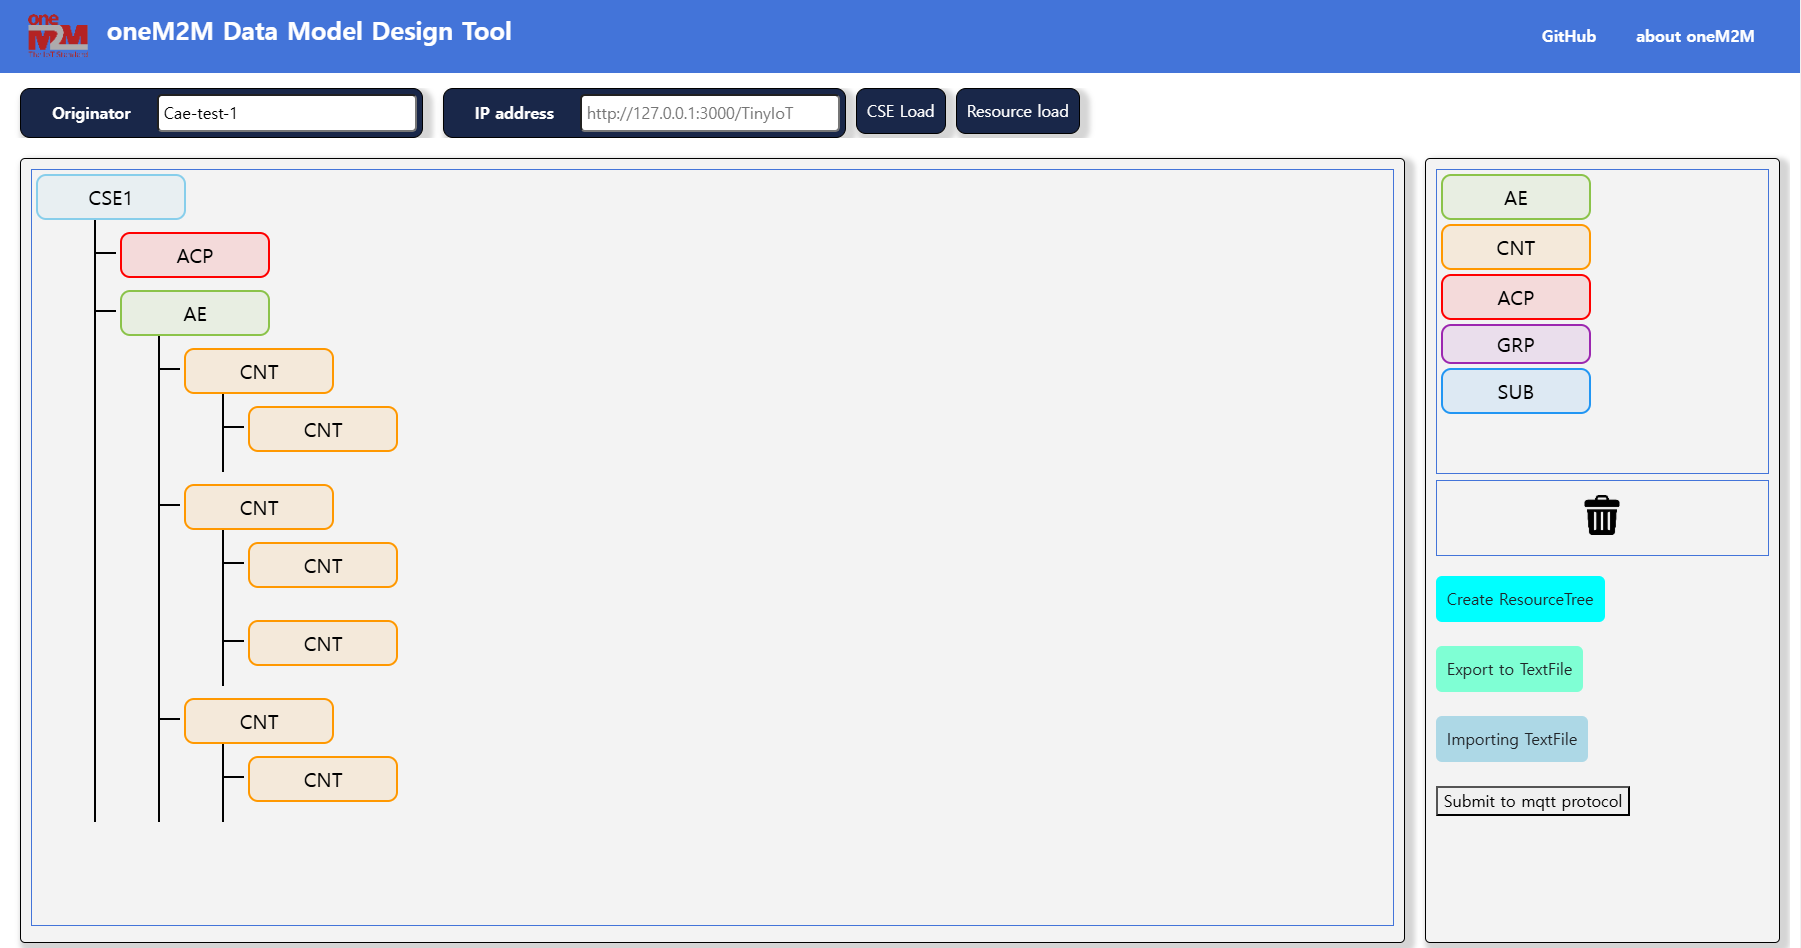 one
M2M
oneM2M Data Model Design Tool
GitHub
about oneM2M
Originator
Cae-test-1
IP address
http://127.0.0.1:3000/TinyIoT
CSE Load
Resource load
CSE1
ACP
AE
CNT
CNT
CNT
CNT
CNT
CNT
CNT
AE
CNT
ACP
GRP
SUB
Create ResourceTree
Export to TextFile
Importing TextFile
Submit to mqtt protocol